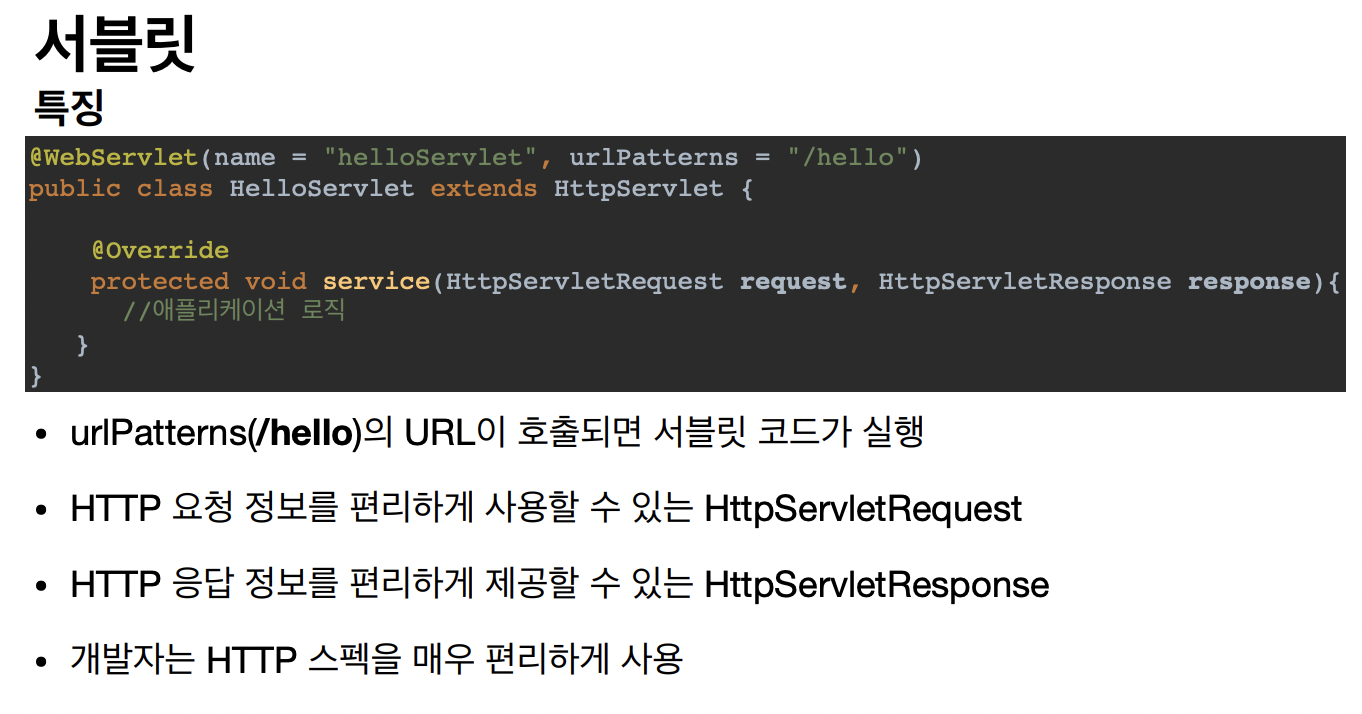 서블릿
특징
@WebServlet(name = "helloServlet", urlPatterns = "/hello")
public class HelloServlet extends HttpServlet {
@Override
protected void service(HttpServletRequest request, HttpServletResponse response){
//애플리케이션 로직
}
}
• urlPatterns(/hello)의 URL이 호출되면 서블릿 코드가 실행
• HTTP 요청 정보를 편리하게 사용할 수 있는 HttpServletRequest
• HTTP 응답 정보를 편리하게 제공할 수 있는 HttpServletResponse
• 개발자는 HTTP 스펙을 매우 편리하게 사용